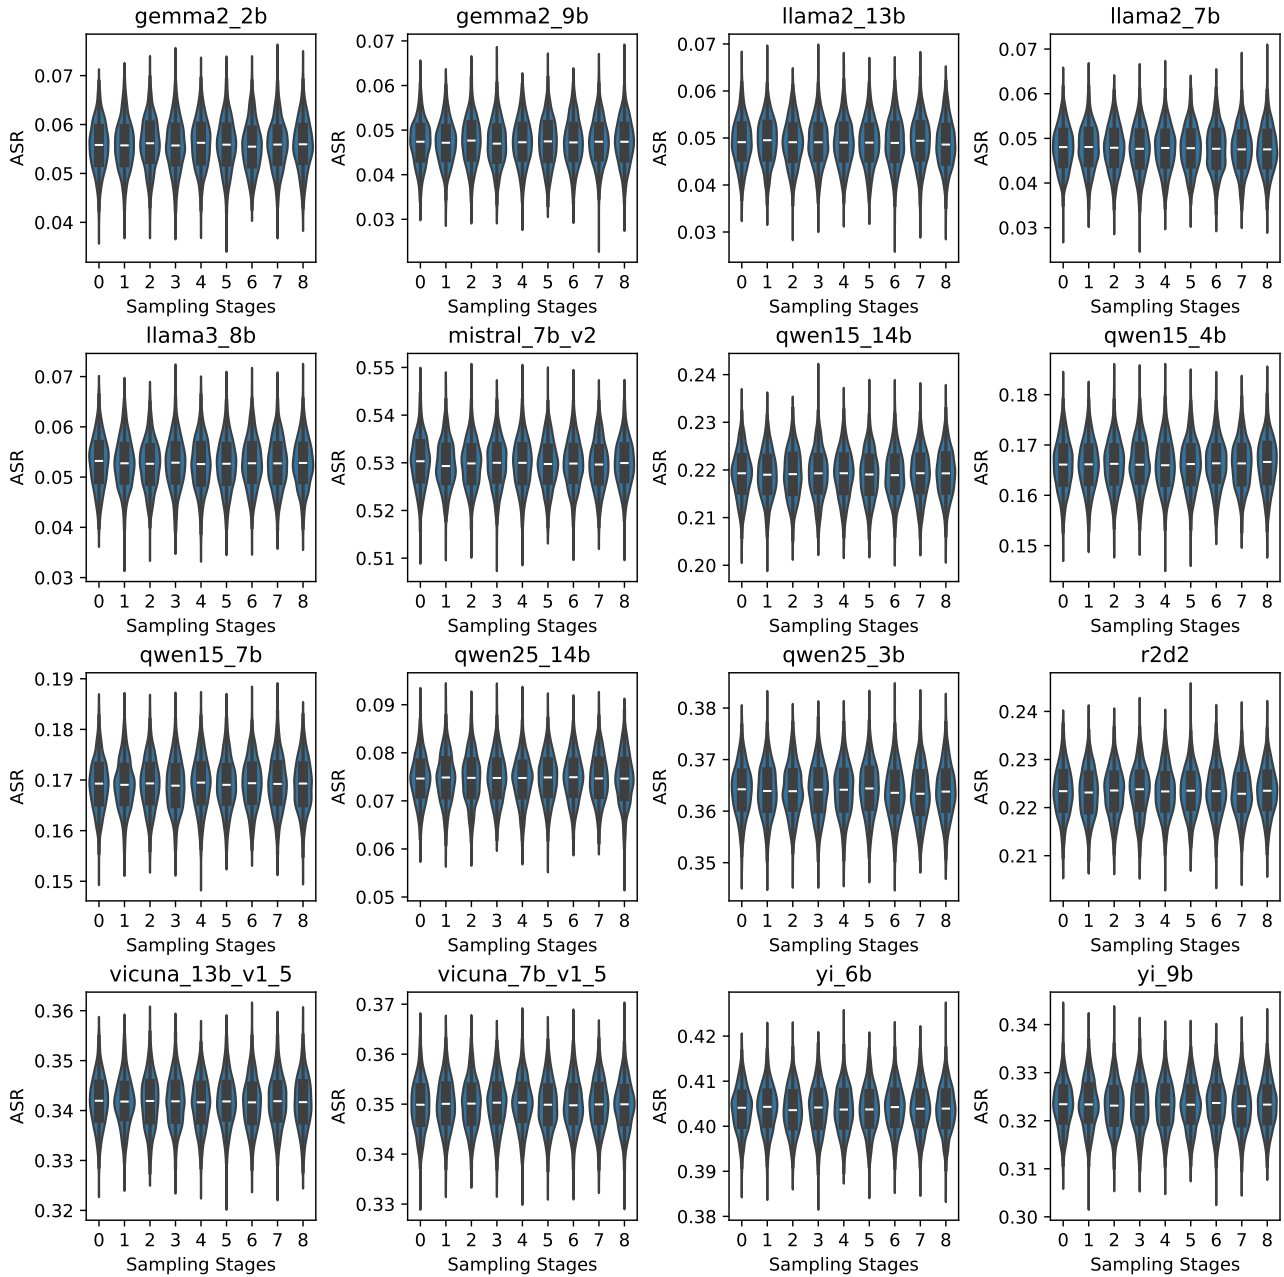 gemma2_2b
ASR
0.07
0.06
0.05
0.04
0 1 2 3 4 5 6 7 8
Sampling Stages
gemma2_9b
ASR
0.07
0.06
0.05
0.04
0.03
0 1 2 3 4 5 6 7 8
Sampling Stages
llama2_13b
ASR
0.07
0.06
0.05
0.04
0.03
0 1 2 3 4 5 6 7 8
Sampling Stages
llama2_7b
ASR
0.07
0.06
0.05
0.04
0.03
0 1 2 3 4 5 6 7 8
Sampling Stages
llama3_8b
ASR
0.07
0.06
0.05
0.04
0.03
0 1 2 3 4 5 6 7 8
Sampling Stages
mistral_7b_v2
ASR
0.55
0.54
0.53
0.52
0.51
0 1 2 3 4 5 6 7 8
Sampling Stages
qwen15_14b
ASR
0.24
0.23
0.22
0.21
0.20
0 1 2 3 4 5 6 7 8
Sampling Stages
qwen15_4b
ASR
0.18
0.17
0.16
0.15
0 1 2 3 4 5 6 7 8
Sampling Stages
qwen15_7b
ASR
0.19
0.18
0.17
0.16
0.15
0 1 2 3 4 5 6 7 8
Sampling Stages
qwen25_14b
ASR
0.09
0.08
0.07
0.06
0.05
0 1 2 3 4 5 6 7 8
Sampling Stages
qwen25_3b
ASR
0.38
0.37
0.36
0.35
0 1 2 3 4 5 6 7 8
Sampling Stages
r2d2
ASR
0.24
0.23
0.22
0.21
0 1 2 3 4 5 6 7 8
Sampling Stages
vicuna_13b_v1_5
ASR
0.36
0.35
0.34
0.33
0.32
0 1 2 3 4 5 6 7 8
Sampling Stages
vicuna_7b_v1_5
ASR
0.37
0.36
0.35
0.34
0.33
0 1 2 3 4 5 6 7 8
Sampling Stages
yi_6b
ASR
0.42
0.41
0.40
0.39
0.38
0 1 2 3 4 5 6 7 8
Sampling Stages
yi_9b
ASR
0.34
0.33
0.32
0.31
0.30
0 1 2 3 4 5 6 7 8
Sampling Stages